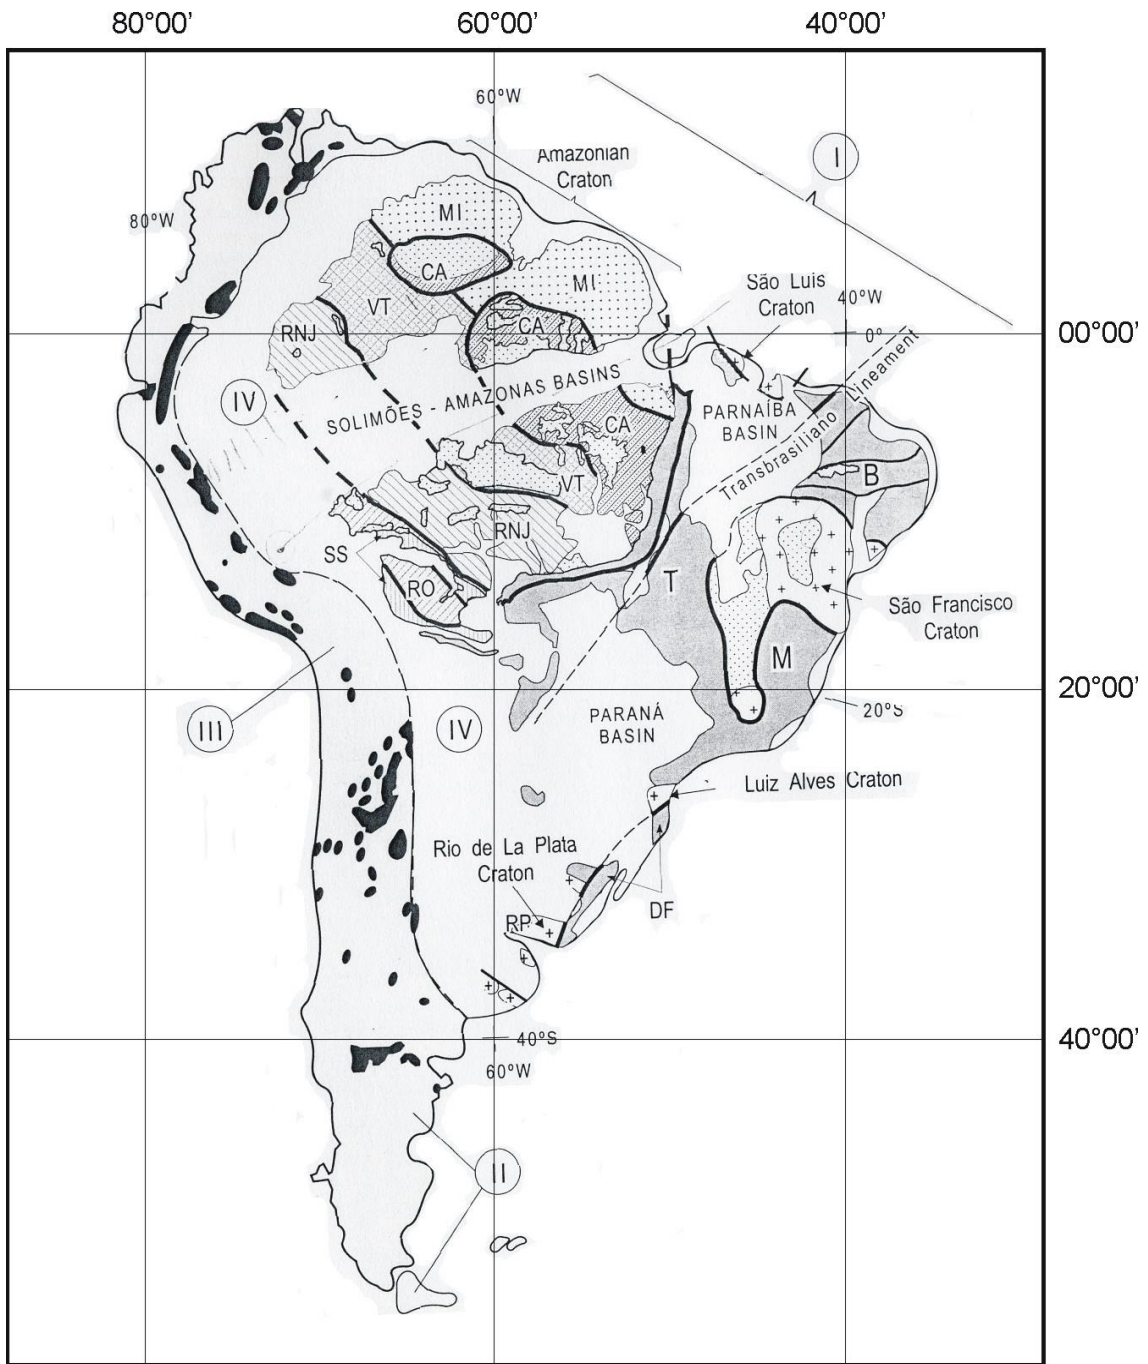 80°00'
60°00'
40°00'
60°W
I
Amazonian
Craton
80°W
MI
CA
MI
VT
São Luis
Craton
40°W
RNJ
CA
0°
00°00'
IV
SOLIMÕES - AMAZONAS BASINS
PARNAÍBA
BASIN
Transbrasiliano Lineament
CA
B
VT
RNJ
SS
T
RO
São Francisco
Craton
M
20°00'
20°S
III
IV
PARANÁ
BASIN
Luiz Alves Craton
Rio de La Plata
Craton
DF
RP
40°S
40°00'
60°W
II